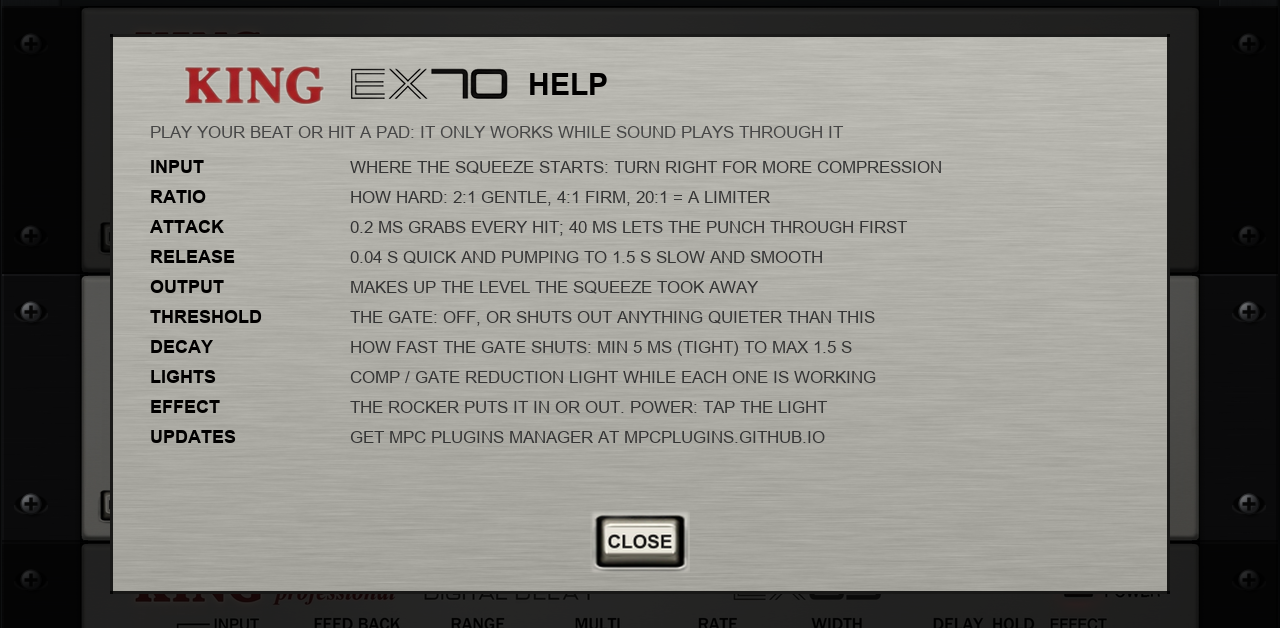 KING EX70 HELP
PLAY YOUR BEAT OR HIT A PAD: IT ONLY WORKS WHILE SOUND PLAYS THROUGH IT
INPUT WHERE THE SQUEEZE STARTS: TURN RIGHT FOR MORE COMPRESSION
RATIO HOW HARD: 2:1 GENTLE, 4:1 FIRM, 20:1 = A LIMITER
ATTACK 0.2 MS GRABS EVERY HIT; 40 MS LETS THE PUNCH THROUGH FIRST
RELEASE 0.04 S QUICK AND PUMPING TO 1.5 S SLOW AND SMOOTH
OUTPUT MAKES UP THE LEVEL THE SQUEEZE TOOK AWAY
THRESHOLD THE GATE: OFF, OR SHUTS OUT ANYTHING QUIETER THAN THIS
DECAY HOW FAST THE GATE SHUTS: MIN 5 MS (TIGHT) TO MAX 1.5 S
LIGHTS COMP / GATE REDUCTION LIGHT WHILE EACH ONE IS WORKING
EFFECT THE ROCKER PUTS IT IN OR OUT. POWER: TAP THE LIGHT
UPDATES GET MPC PLUGINS MANAGER AT MPCPLUGINS.GITHUB.IO
CLOSE
KING professional DIGITAL DELAY POWER
INPUT FEED BACK RANGE MULTI RATE WIDTH DELAY HOLD EFFECT